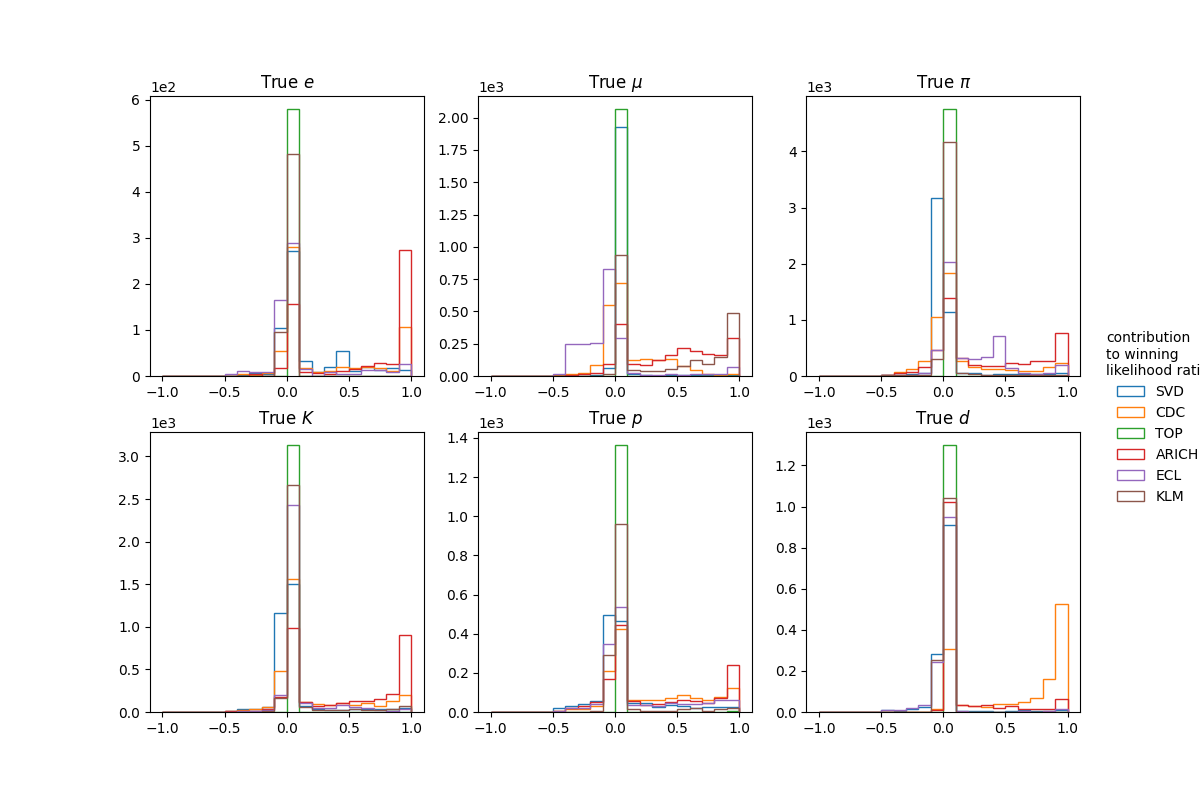 True e
True μ
True π
1e2
1e3
1e3
6
5
4
3
2
1
0
2.00
1.75
1.50
1.25
1.00
0.75
0.50
0.25
0.00
4
3
2
1
0
−1.0 −0.5 0.0 0.5 1.0
−1.0 −0.5 0.0 0.5 1.0
−1.0 −0.5 0.0 0.5 1.0
True K
True p
True d
1e3
1e3
1e3
3.0
2.5
2.0
1.5
1.0
0.5
0.0
1.4
1.2
1.0
0.8
0.6
0.4
0.2
0.0
1.2
1.0
0.8
0.6
0.4
0.2
0.0
−1.0 −0.5 0.0 0.5 1.0
−1.0 −0.5 0.0 0.5 1.0
−1.0 −0.5 0.0 0.5 1.0
contribution
to winning
likelihood rati
SVD
CDC
TOP
ARICH
ECL
KLM